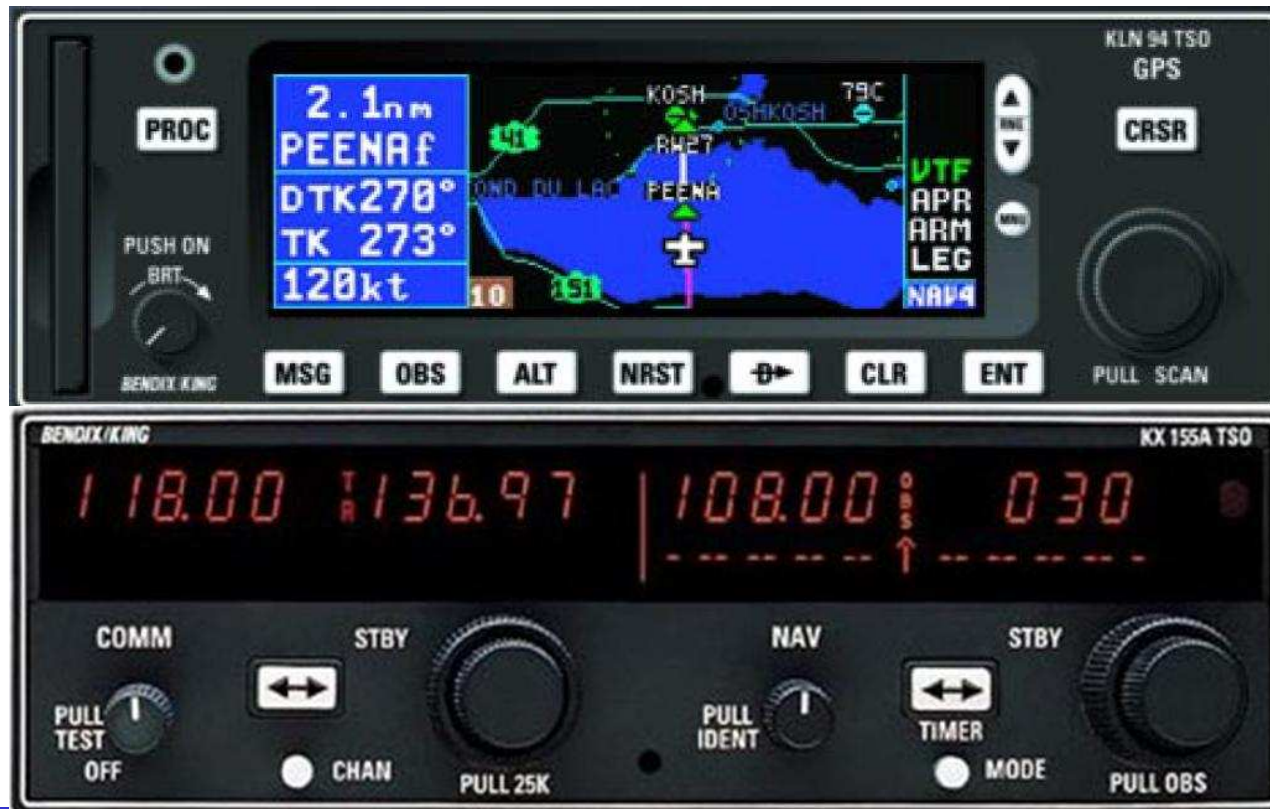 KLN 94 TSO
GPS
PROC
CRSR
PUSH ON
BRT
BENDIX/KING
2.1nm
PEENAf
DTK270°
TK 273°
120kt
KOSH
79C
OSHKOSH
41
RW27
OND DU LAC
PEENA
151
10
VTF
APR
ARM
LEG
NAV4
RNG
MSG
OBS
ALT
NRST
D
CLR
ENT
PULL SCAN
BENDIX/KING
KX 155A TSO
118.00
T
R
136.97
108.00
OBS
030
COMM
STBY
NAV
STBY
PULL
TEST
OFF
CHAN
PULL 25K
PULL
IDENT
TIMER
MODE
PULL OBS